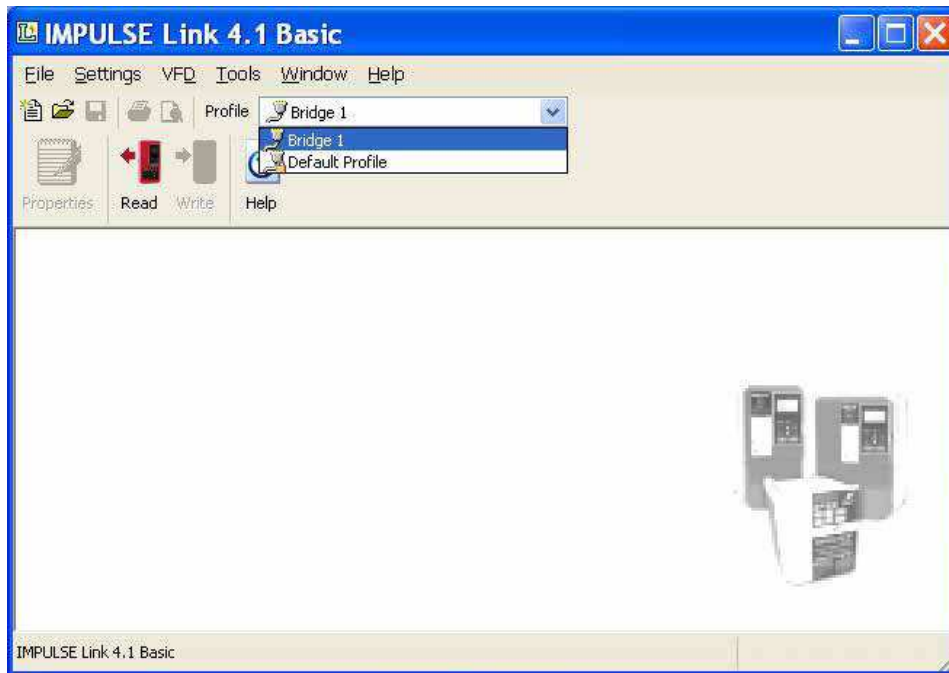 IMPULSE Link 4.1 Basic
File Settings VFD Tools Window Help
Profile Bridge 1
Bridge 1
Default Profile
Properties Read Write Help
IMPULSE Link 4.1 Basic